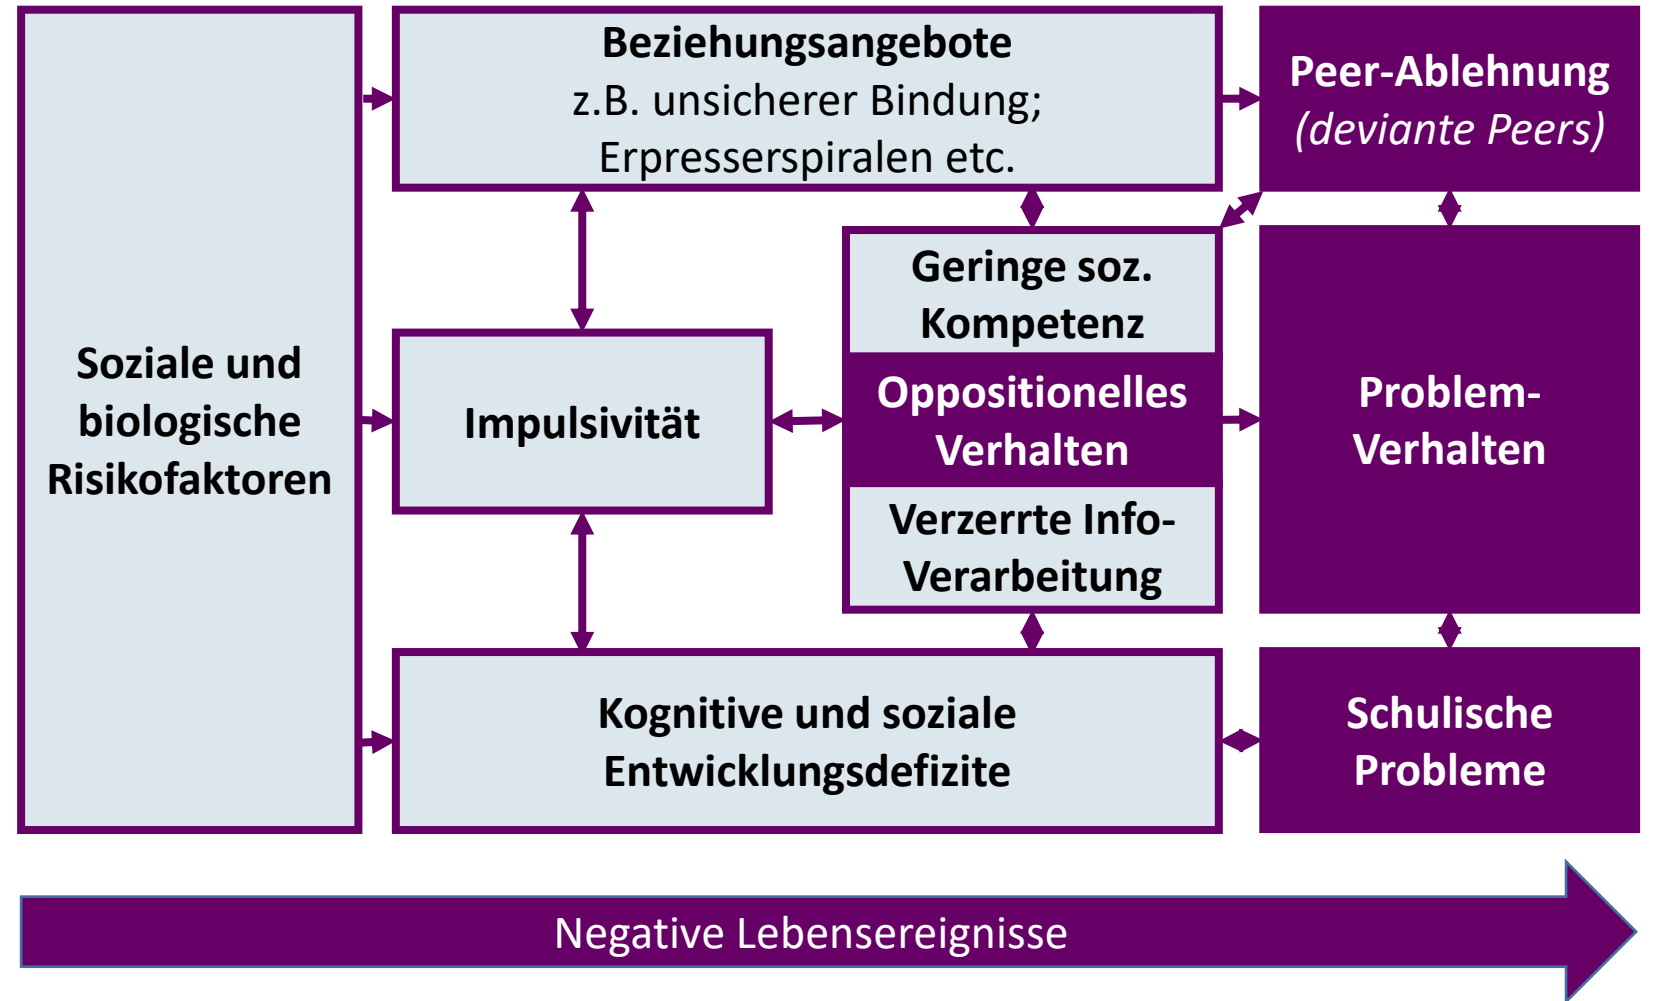 Soziale und
biologische
Risikofaktoren
Beziehungsangebote
z.B. unsicherer Bindung;
Erpresserspiralen etc.
Impulsivität
Geringe soz.
Kompetenz
Oppositionelles
Verhalten
Verzerrte Info-
Verarbeitung
Kognitive und soziale
Entwicklungsdefizite
Peer-Ablehnung
(deviante Peers)
Problem-
Verhalten
Schulische
Probleme
Negative Lebensereignisse